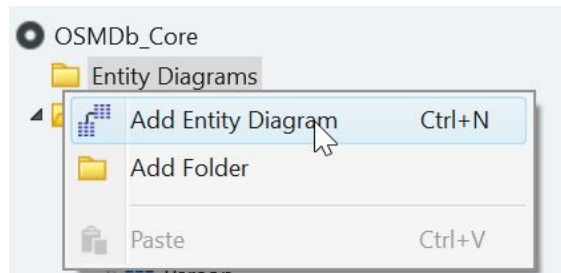 OSMDb_Core
Entity Diagrams
Add Entity Diagram Ctrl+N
Add Folder
Paste Ctrl+V